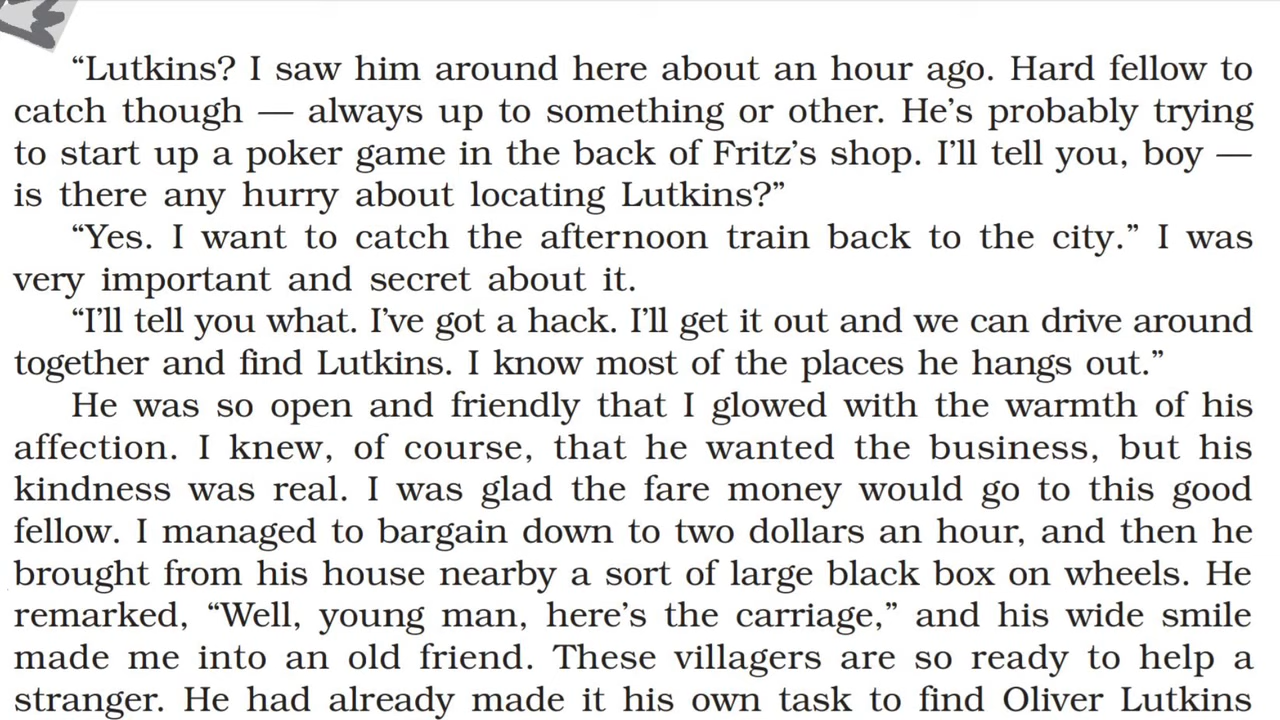 “Lutkins? I saw him around here about an hour ago. Hard fellow to
catch though — always up to something or other. He’s probably trying
to start up a poker game in the back of Fritz’s shop. I’ll tell you, boy —
is there any hurry about locating Lutkins?”
“Yes. I want to catch the afternoon train back to the city.” I was
very important and secret about it.
“I’ll tell you what. I’ve got a hack. I’ll get it out and we can drive around
together and find Lutkins. I know most of the places he hangs out.”
He was so open and friendly that I glowed with the warmth of his
affection. I knew, of course, that he wanted the business, but his
kindness was real. I was glad the fare money would go to this good
fellow. I managed to bargain down to two dollars an hour, and then he
brought from his house nearby a sort of large black box on wheels. He
remarked, “Well, young man, here’s the carriage,” and his wide smile
made me into an old friend. These villagers are so ready to help a
stranger. He had already made it his own task to find Oliver Lutkins